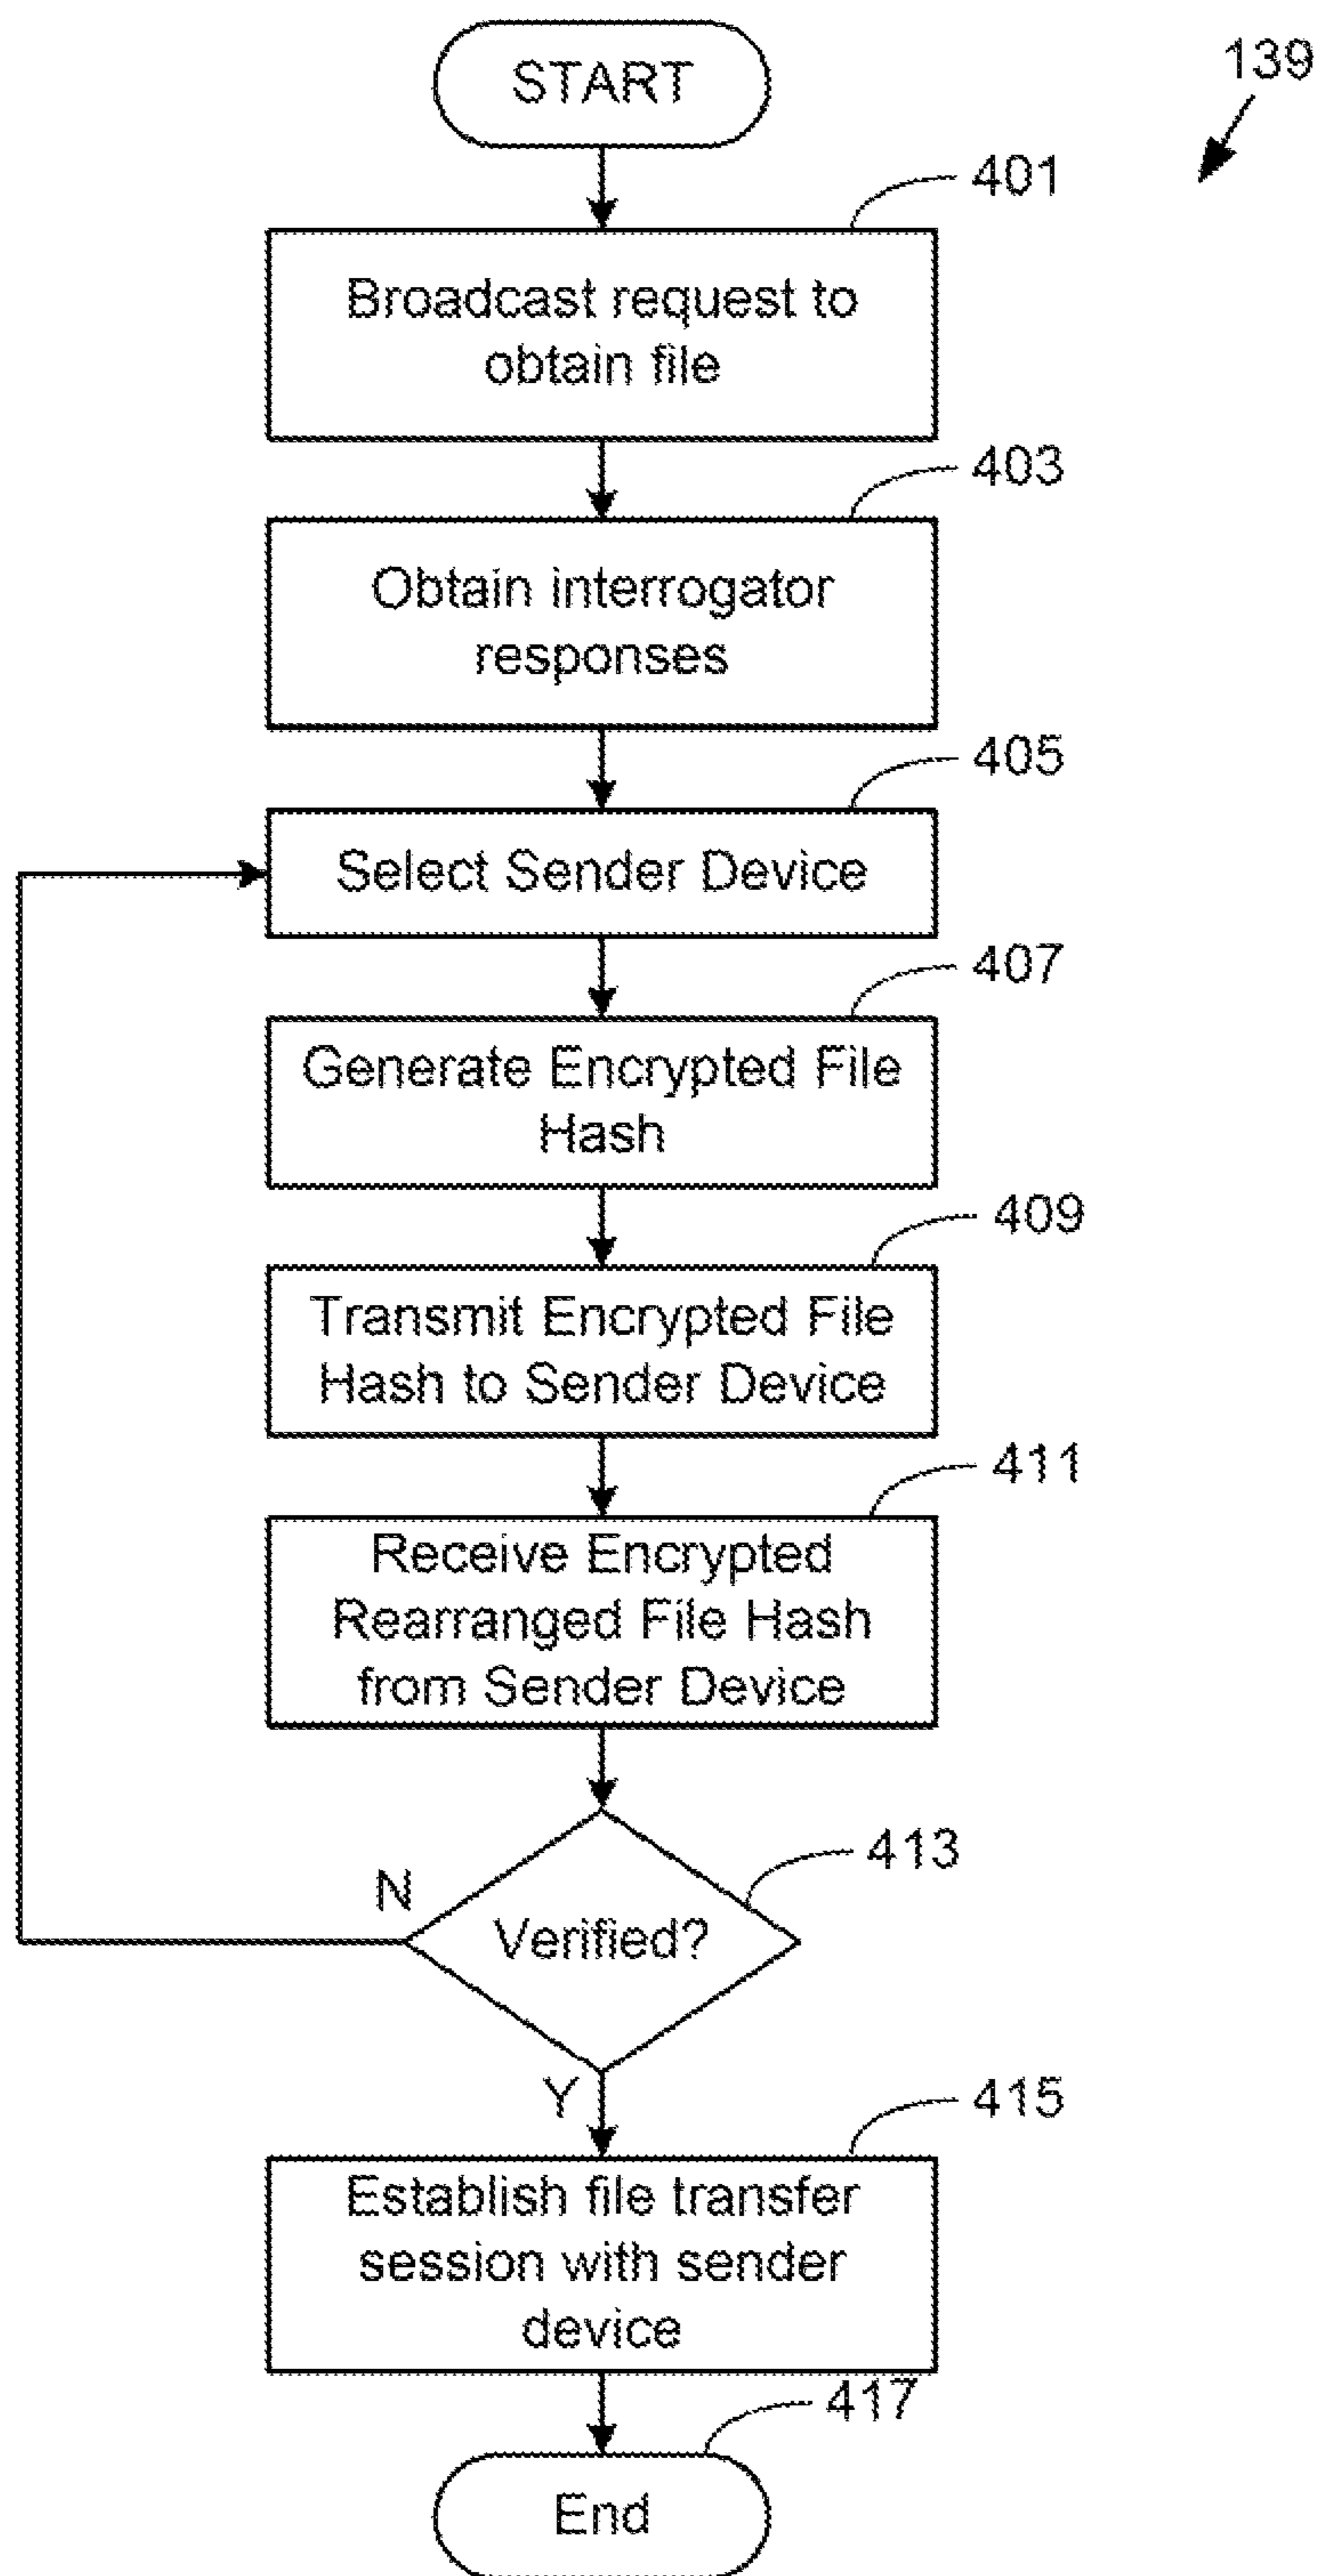 START
139
401
Broadcast request to
obtain file
403
Obtain interrogator
responses
405
Select Sender Device
407
Generate Encrypted File
Hash
409
Transmit Encrypted File
Hash to Sender Device
411
Receive Encrypted
Rearranged File Hash
from Sender Device
413
N
Verified?
Y
415
Establish file transfer
session with sender
device
417
End